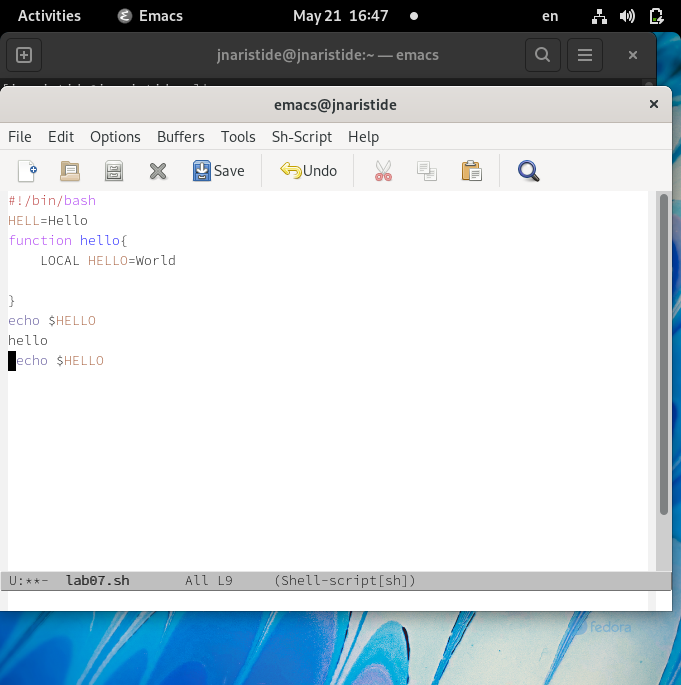 Activities Emacs May 21 16:47 en
jnaristide@jnaristide:~ — emacs
emacs@jnaristide
File Edit Options Buffers Tools Sh-Script Help
Save Undo
#!/bin/bash
HELL=Hello
function hello{
    LOCAL HELLO=World
}
echo $HELLO
hello
 echo $HELLO
U:**-  lab07.sh       All L9     (Shell-script[sh])
fedora